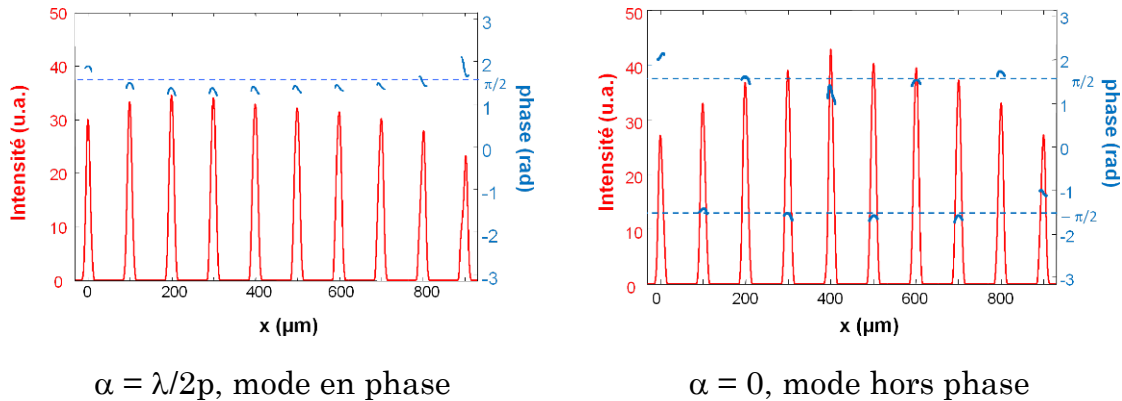 50
40
30
20
10
0
Intensité (u.a.)
3
2
π/2
1
0
-1
-2
-3
phase (rad)
0 200 400 600 800
x (µm)
α = λ/2p, mode en phase
50
40
30
20
10
0
Intensité (u.a.)
3
2
π/2
1
0
-1
− π/2
-2
-3
phase (rad)
0 200 400 600 800
x (µm)
α = 0, mode hors phase